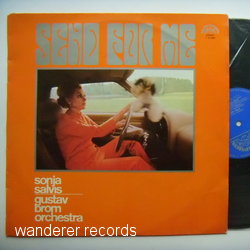 SEND FOR ME
sonja
salvis
gustav
brom
orchestra
wanderer records